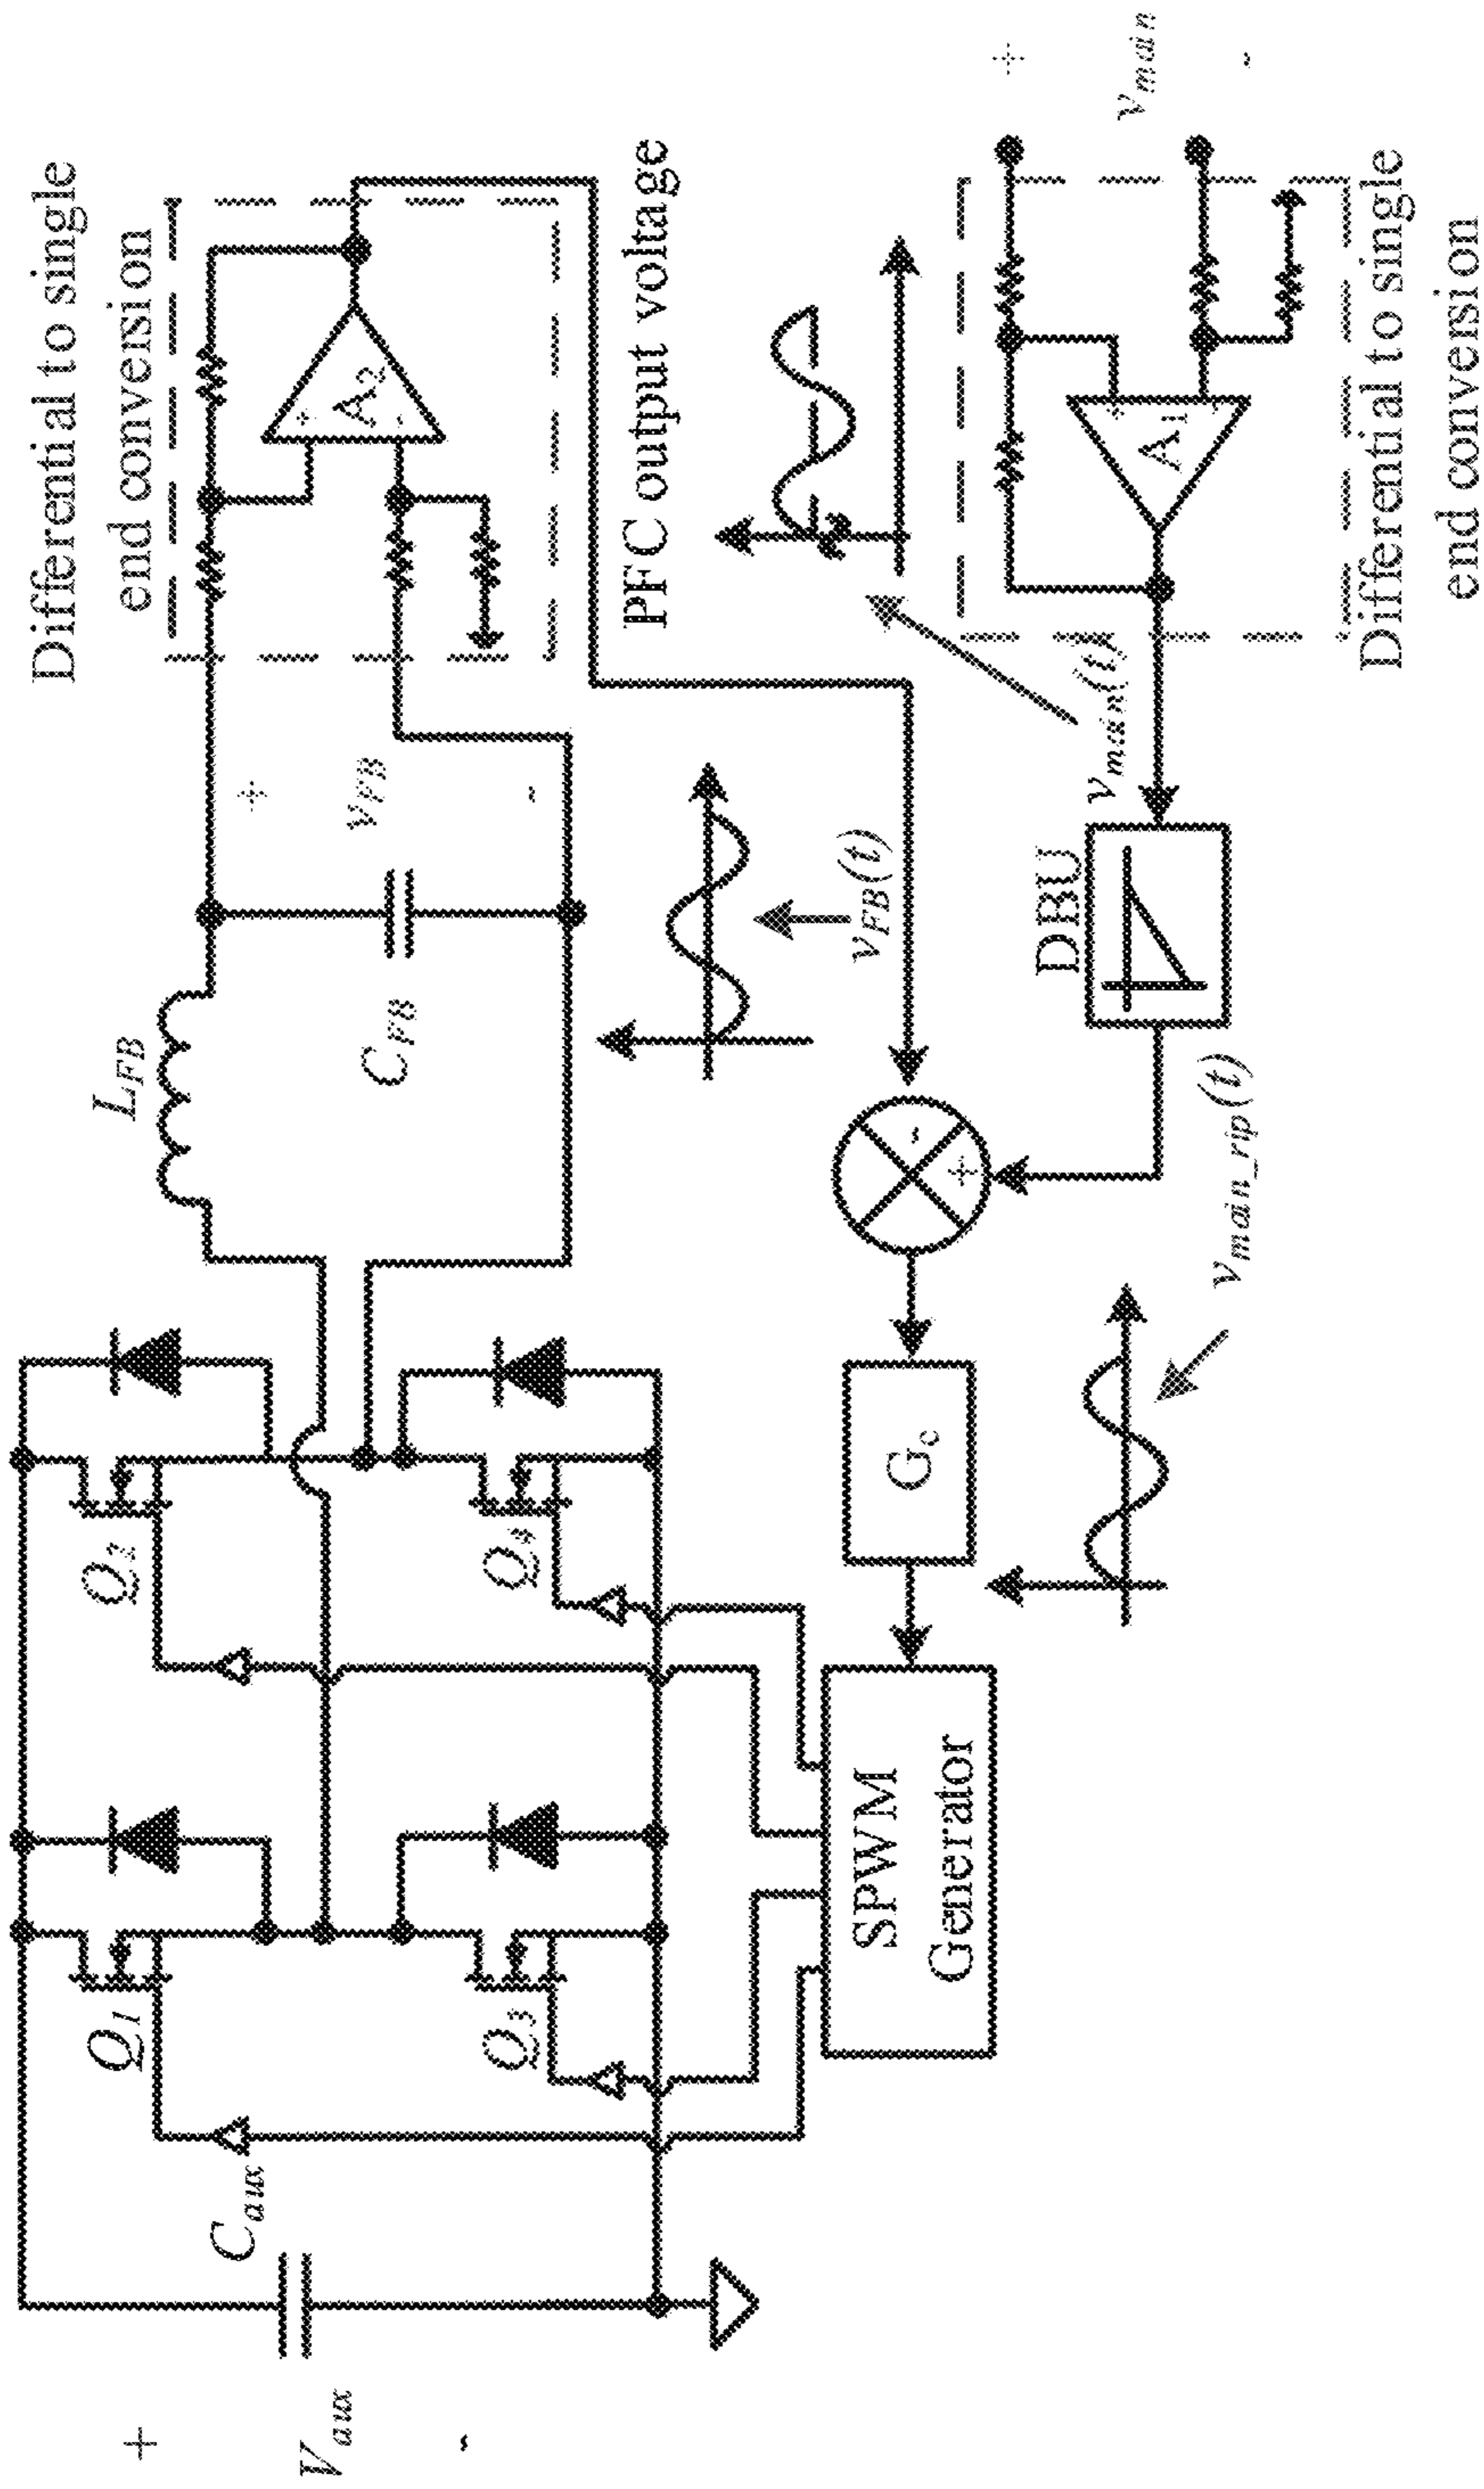 Differential to single
end conversion
L_FB
Q_2
Q_1
+
A_2
-
+
v_FB
-
C_FB
C_aux
+
V_aux
-
Q_4
Q_3
PFC output voltage
v_FB(t)
-
+
G_c
SPWM
Generator
DBU
v_main(t)
+
A_1
+
v_main
-
v_main_rip(t)
Differential to single
end conversion